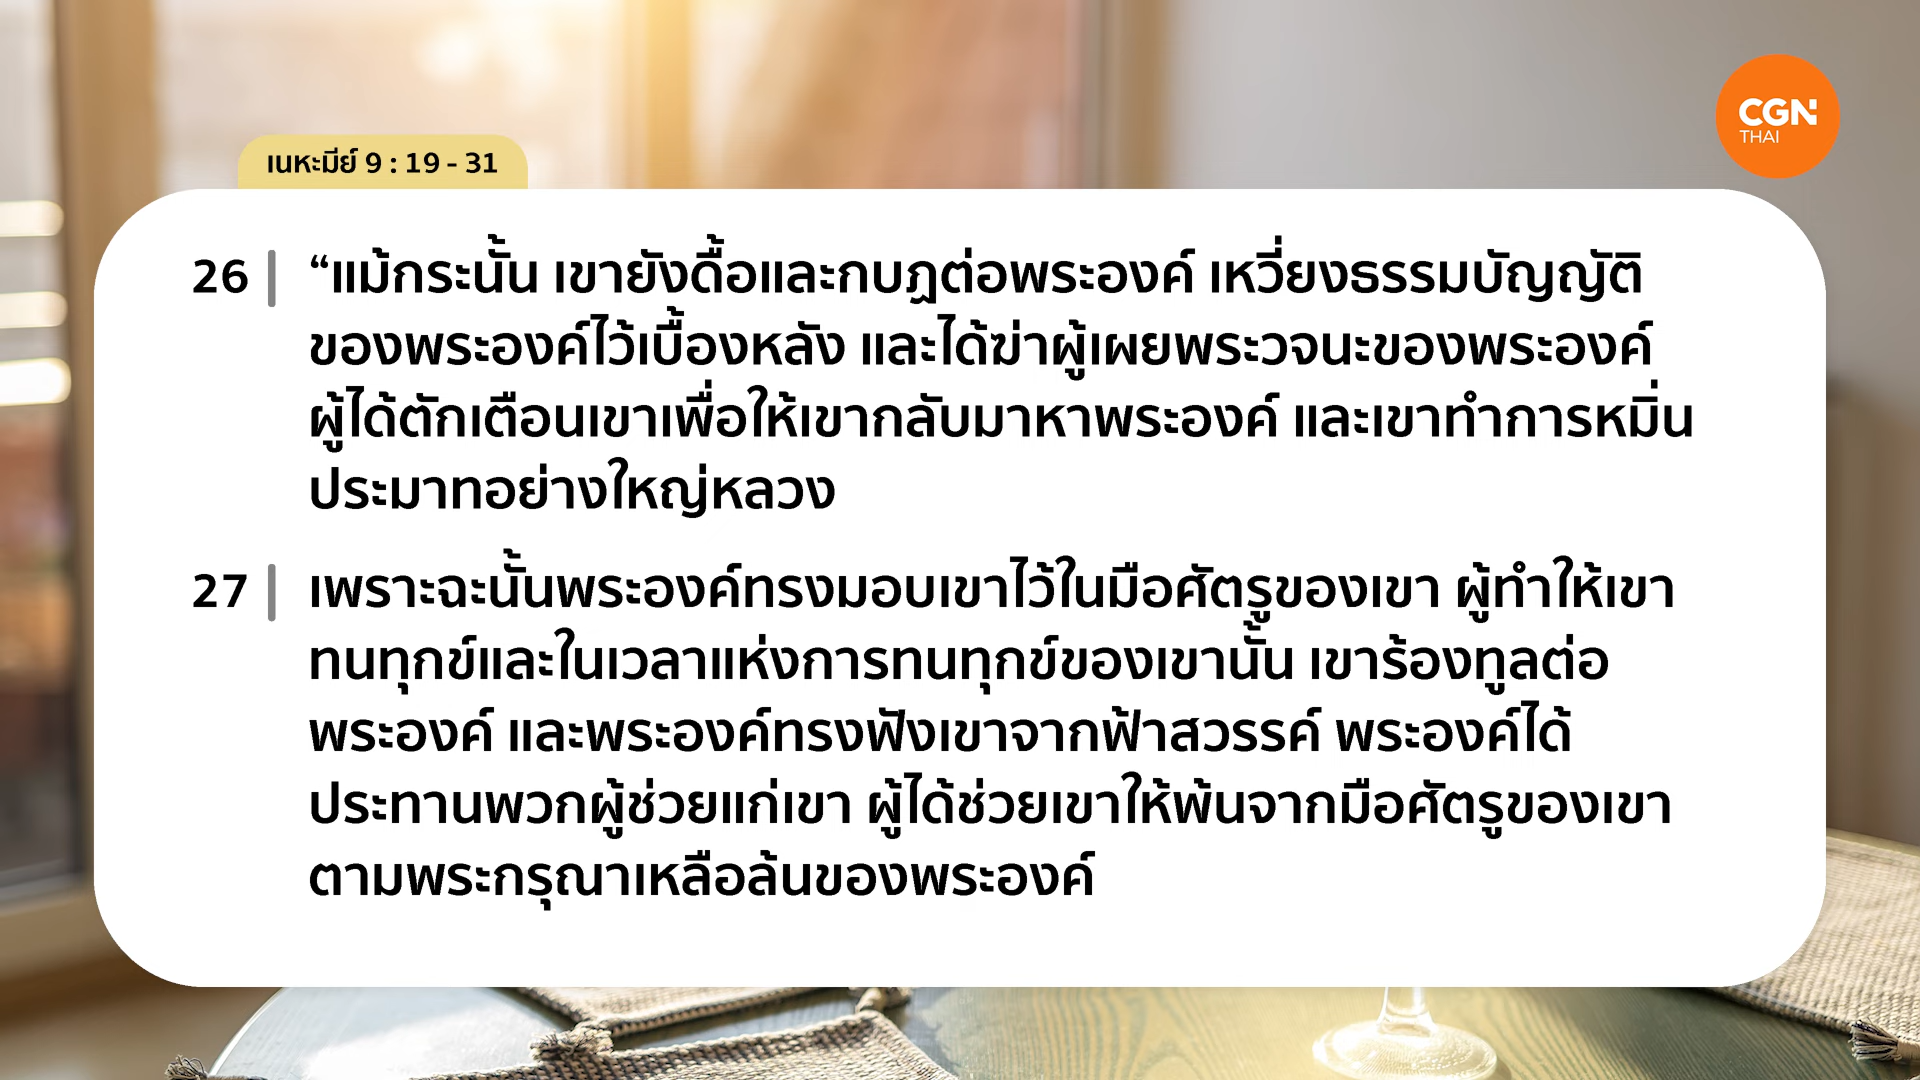 CGN
THAI
เนหะมีย์ 9 : 19 - 31
26 “แม้กระนั้น เขายังดื้อและกบฏต่อพระองค์ เหวี่ยงธรรมบัญญัติ
ของพระองค์ไว้เบื้องหลัง และได้ฆ่าผู้เผยพระวจนะของพระองค์
ผู้ได้ตักเตือนเขาเพื่อให้เขากลับมาหาพระองค์ และเขาทำการหมิ่น
ประมาทอย่างใหญ่หลวง
27 เพราะฉะนั้นพระองค์ทรงมอบเขาไว้ในมือศัตรูของเขา ผู้ทำให้เขา
ทนทุกข์และในเวลาแห่งการทนทุกข์ของเขานั้น เขาร้องทูลต่อ
พระองค์ และพระองค์ทรงฟังเขาจากฟ้าสวรรค์ พระองค์ได้
ประทานพวกผู้ช่วยแก่เขา ผู้ได้ช่วยเขาให้พ้นจากมือศัตรูของเขา
ตามพระกรุณาเหลือล้นของพระองค์